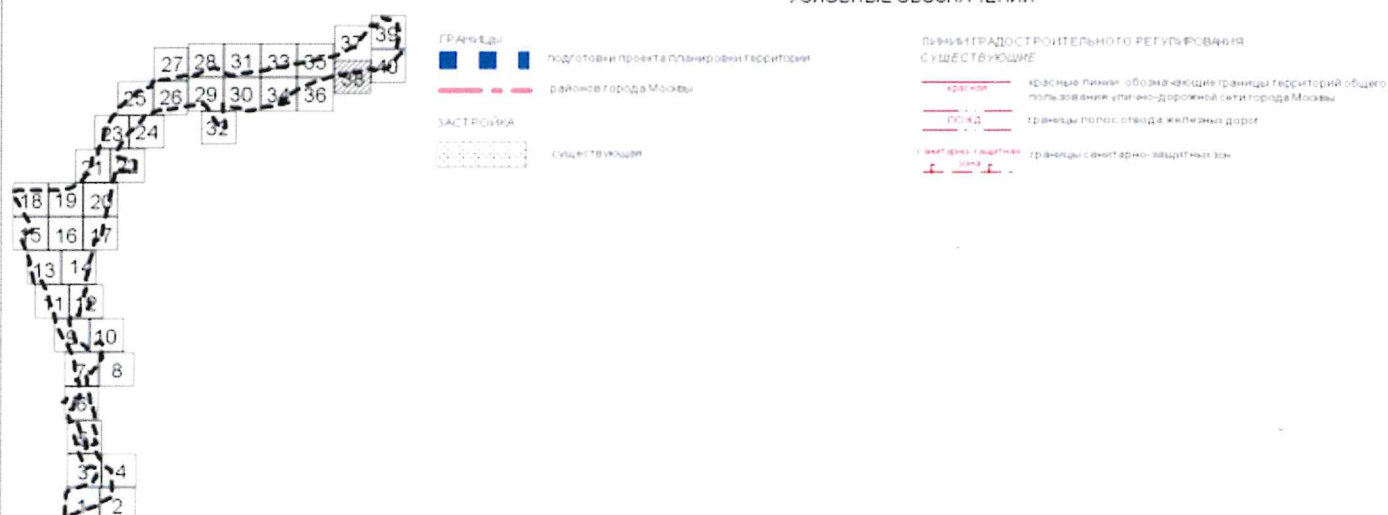 УСЛОВНЫЕ ОБОЗНАЧЕНИЯ
ГРАНИЦЫ
подготовки проекта планировки территории
районов города Москвы
ЗАСТРОЙКА
существующая
ЛИНИИ ГРАДОСТРОИТЕЛЬНОГО РЕГУЛИРОВАНИЯ
СУЩЕСТВУЮЩИЕ
красная
красные линии, обозначающие границы территорий общего
пользования улично-дорожной сети города Москвы
границы полос отвода железных дорог
санитарно-защитная
зона
границы санитарно-защитных зон
39
37
40
27 28 31 33 35
38
25 26 29 30 34 36
23 24 32
21
18 19 20
15 16 17
13 14
11 12
9 10
7 8
6
5
3 4
1 2